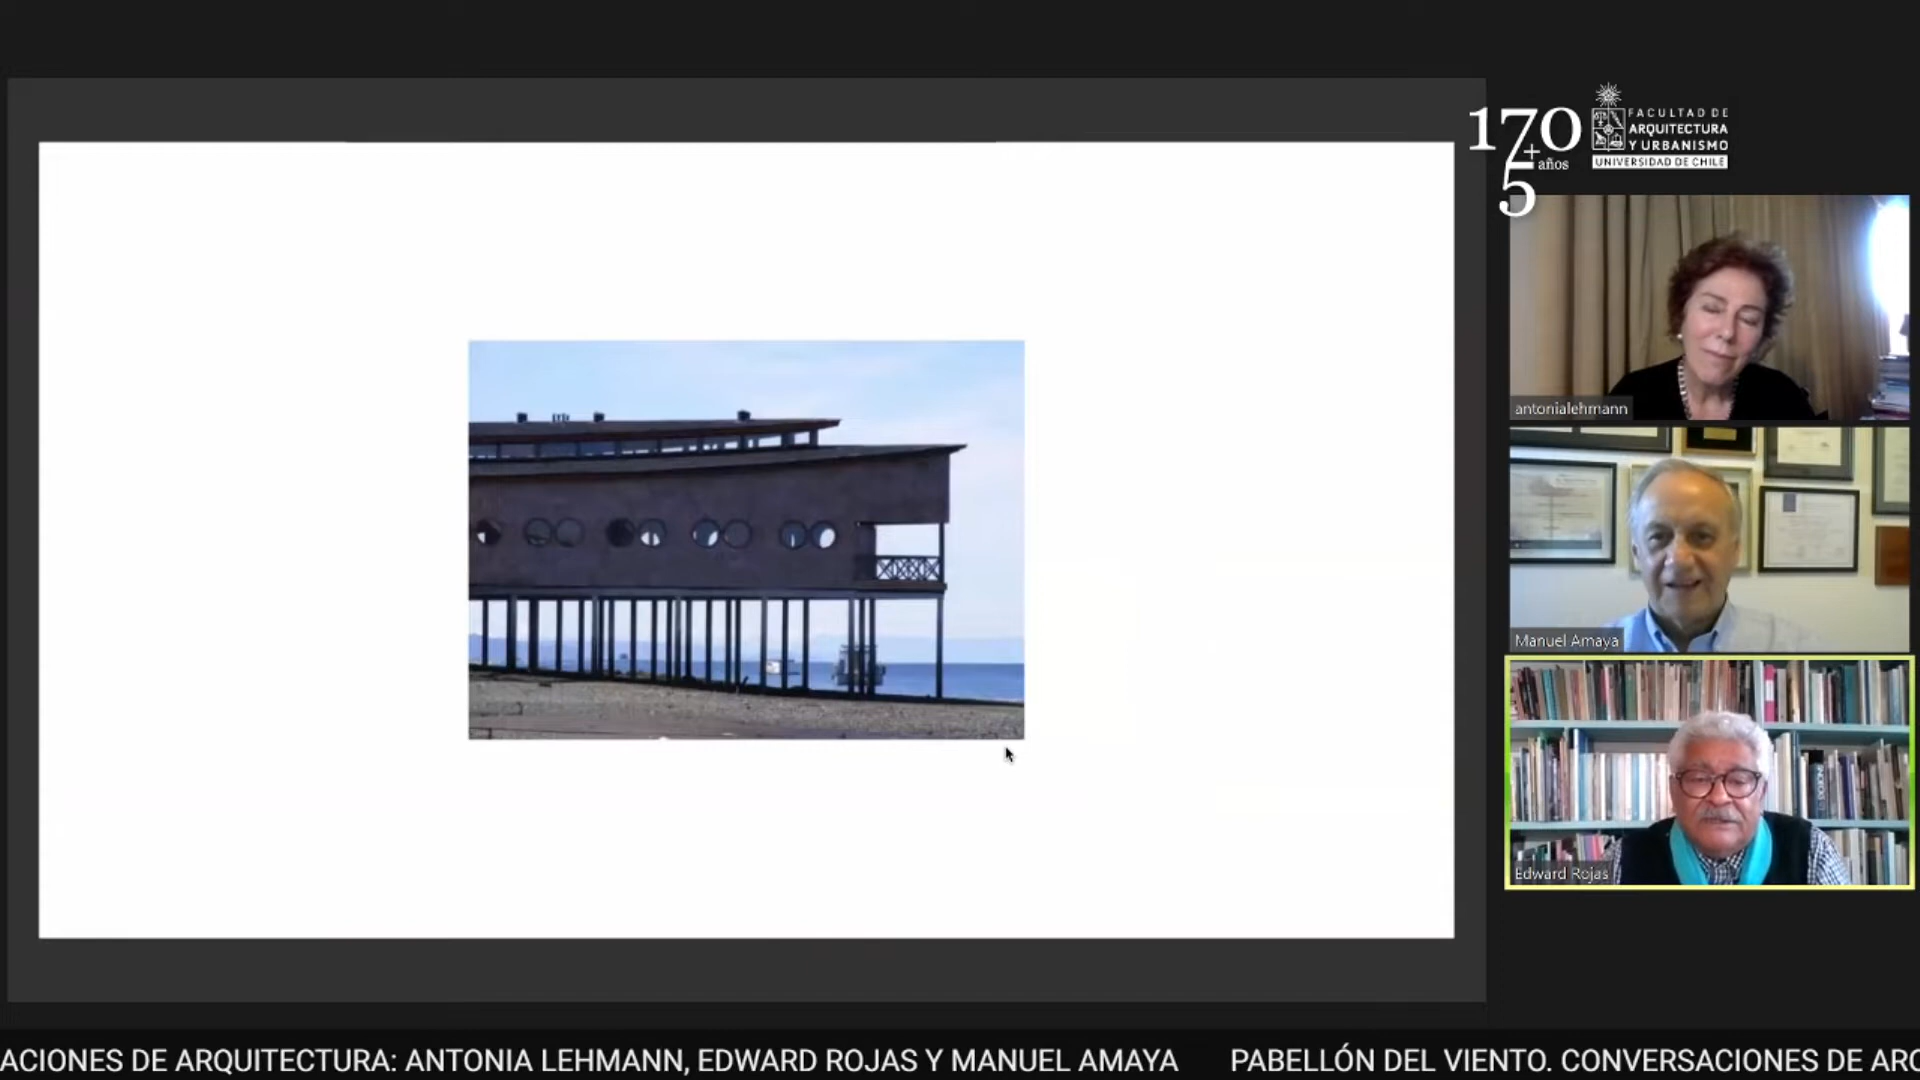 170
+
5
años
FACULTAD DE
ARQUITECTURA
Y URBANISMO
UNIVERSIDAD DE CHILE
antonialehmann
Manuel Amaya
Edward Rojas
ACIONES DE ARQUITECTURA: ANTONIA LEHMANN, EDWARD ROJAS Y MANUEL AMAYA PABELLÓN DEL VIENTO. CONVERSACIONES DE ARQ